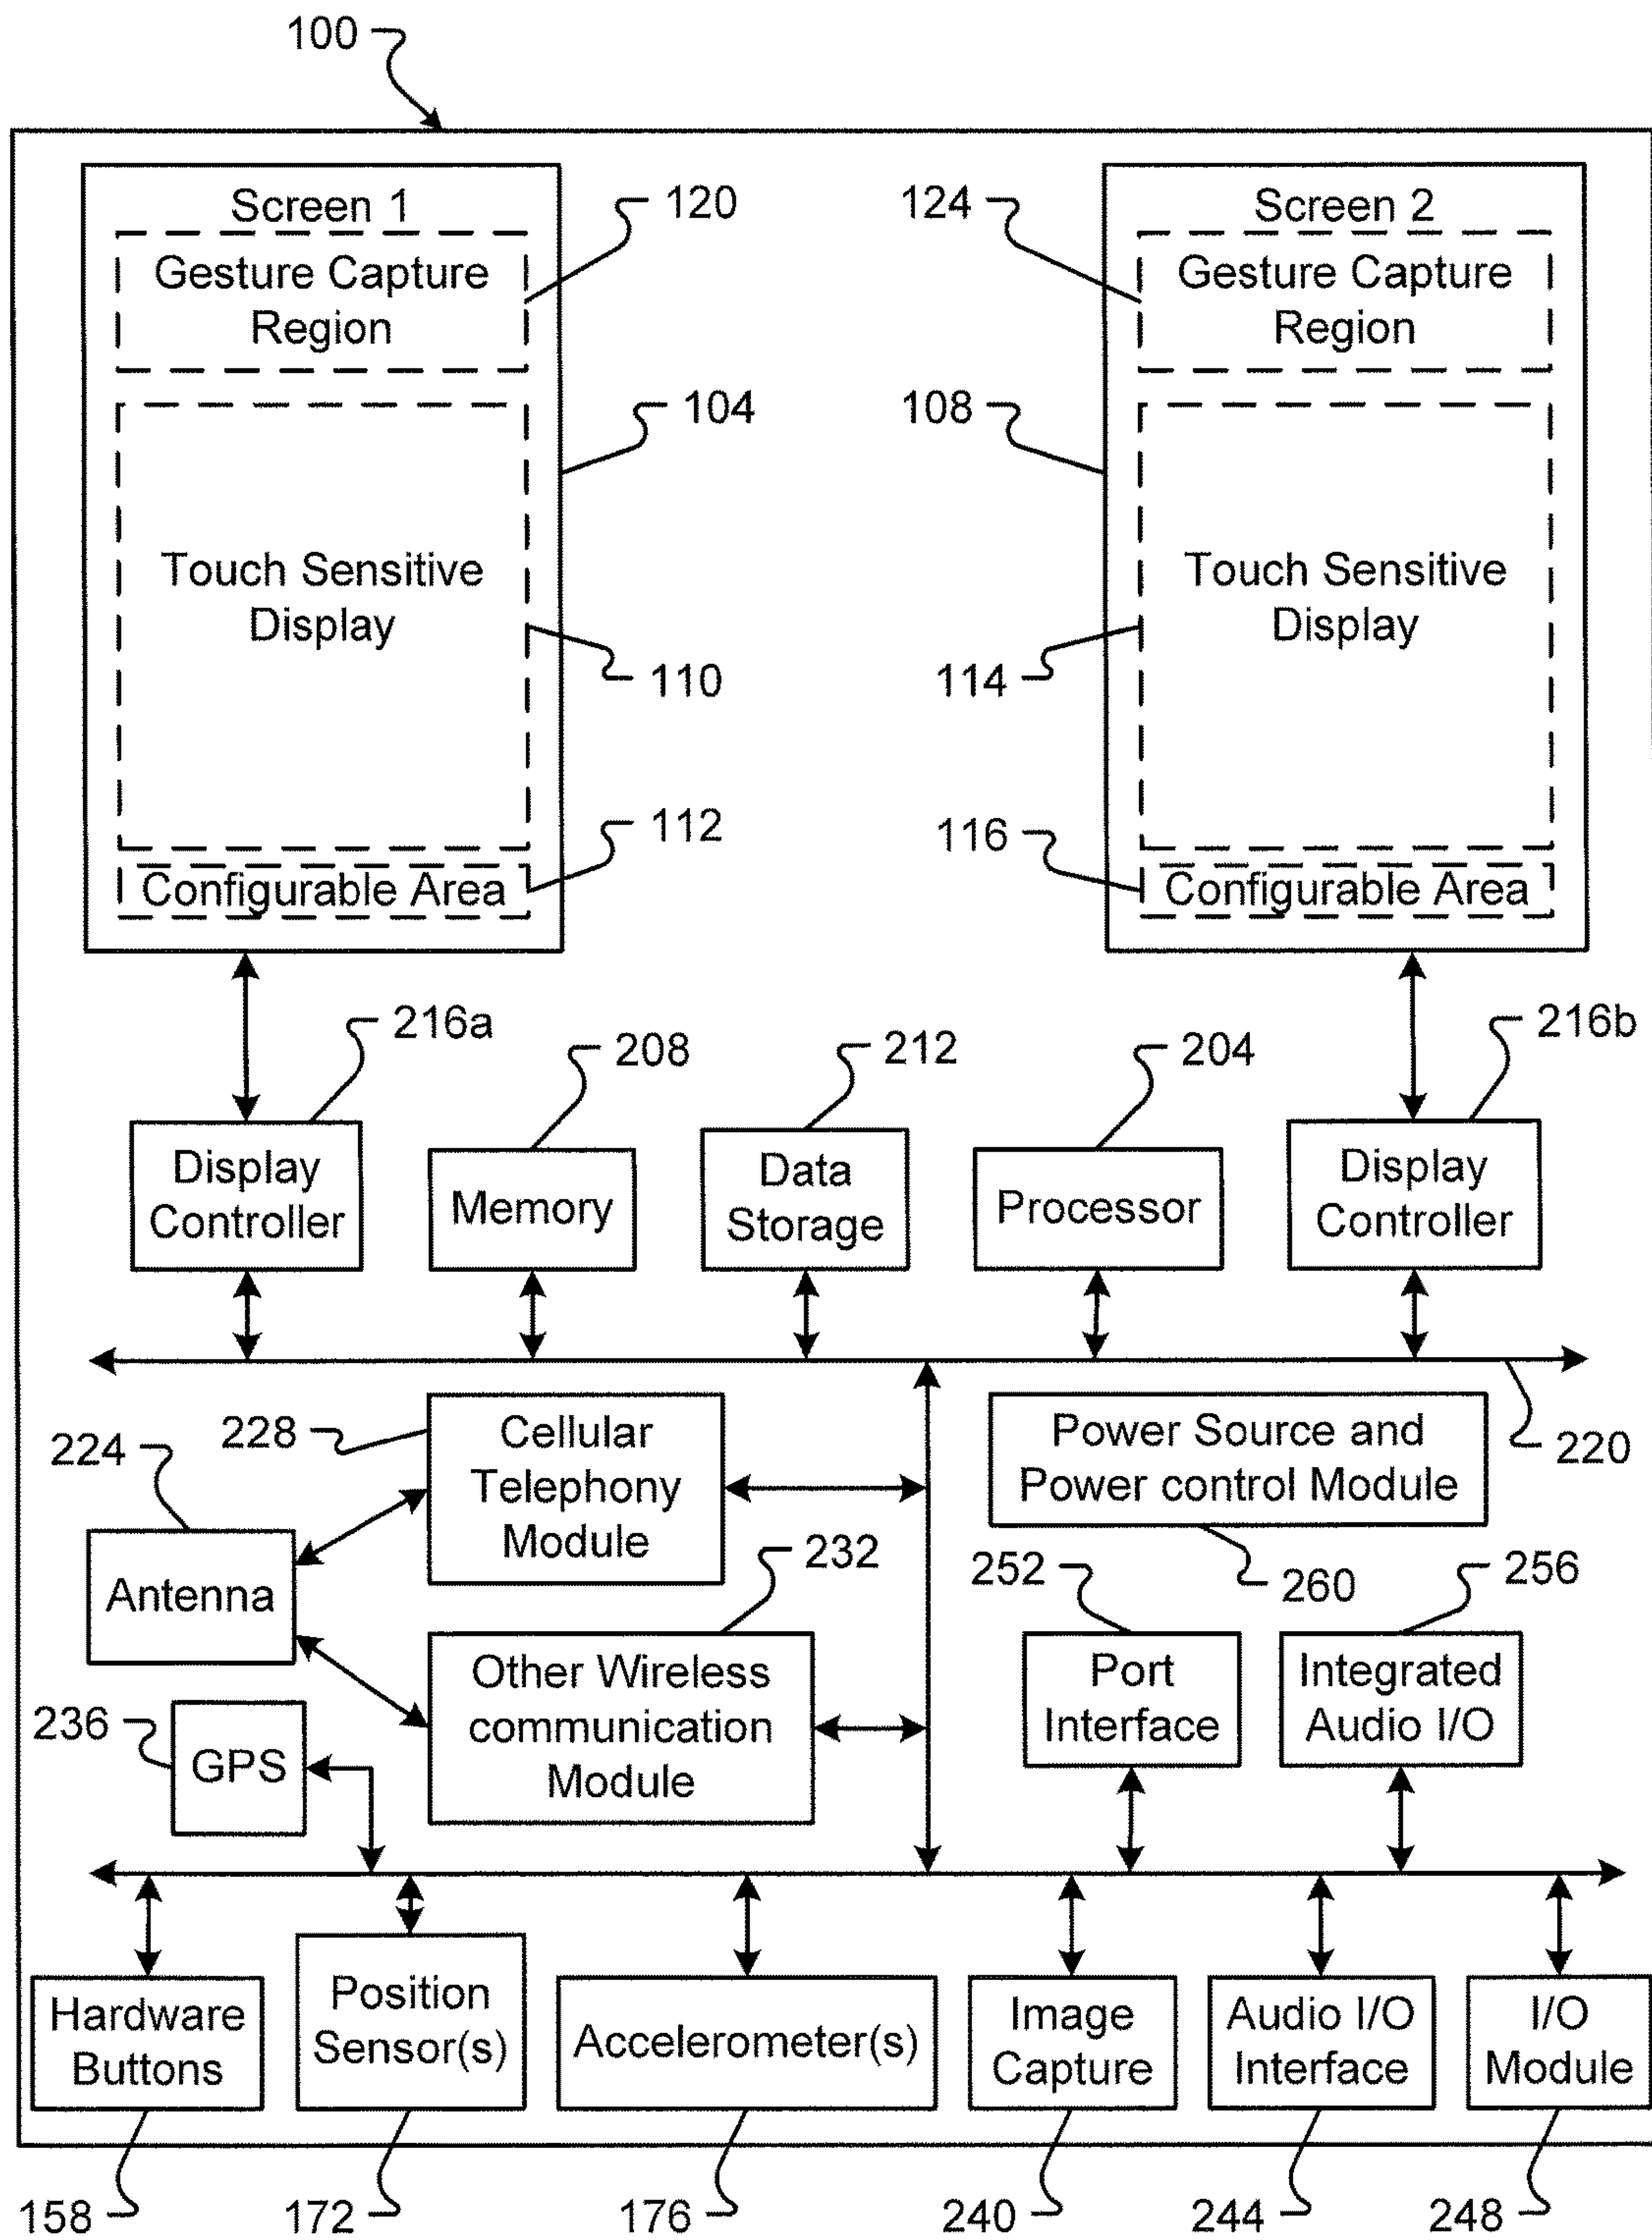 100
Screen 1
Gesture Capture
Region
Touch Sensitive
Display
Configurable Area
120
104
110
112
Screen 2
Gesture Capture
Region
Touch Sensitive
Display
Configurable Area
124
108
114
116
216a
208
212
204
216b
Display
Controller
Memory
Data
Storage
Processor
Display
Controller
220
228
Cellular
Telephony
Module
Power Source and
Power control Module
260
224
Antenna
232
Other Wireless
communication
Module
252
Port
Interface
256
Integrated
Audio I/O
236
GPS
Hardware
Buttons
Position
Sensor(s)
Accelerometer(s)
Image
Capture
Audio I/O
Interface
I/O
Module
158
172
176
240
244
248